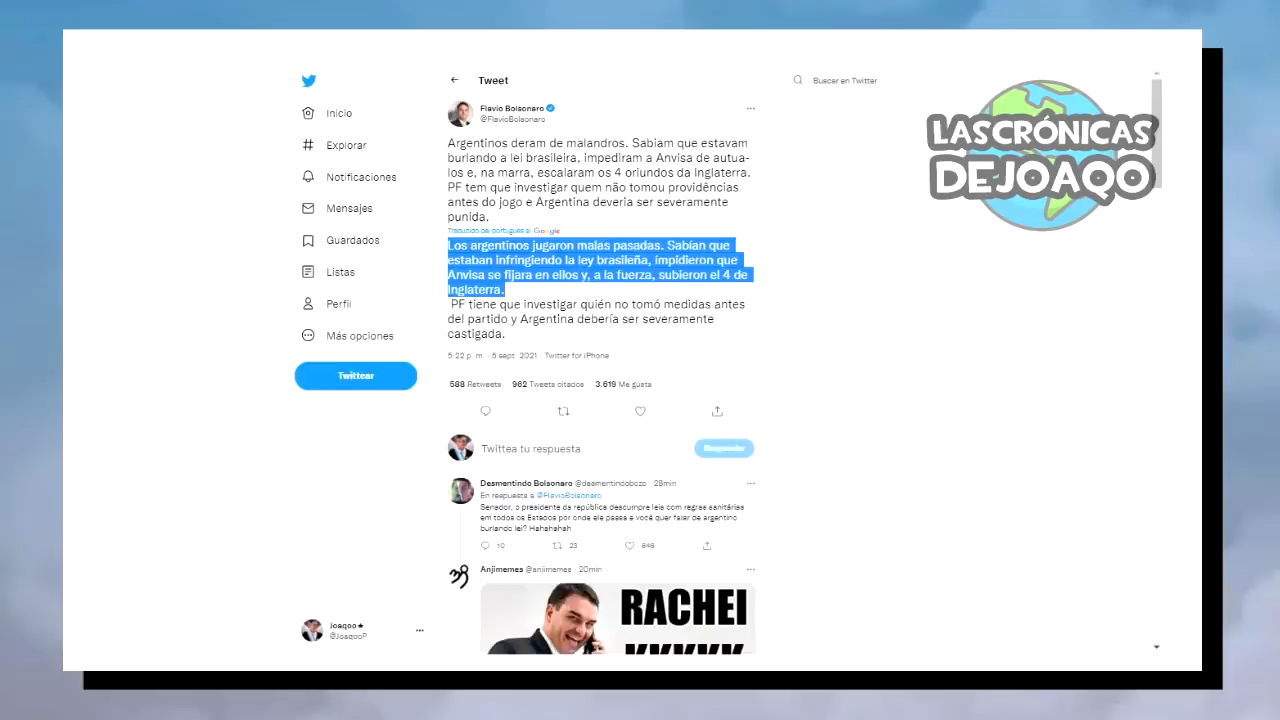 Tweet
Buscar en Twitter
LASCRÓNICAS
DEJOAQO
Inicio
Explorar
Notificaciones
Mensajes
Guardados
Listas
Perfil
Más opciones
Twittear
Flavio Bolsonaro
@FlavioBolsonaro
Argentinos deram de malandros. Sabiam que estavam
burlando a lei brasileira, impediram a Anvisa de autua-
los e, na marra, escalaram os 4 oriundos da Inglaterra.
PF tem que investigar quem não tomou providências
antes do jogo e Argentina deveria ser severamente
punida.
Traducido del portugués al Google
Los argentinos jugaron malas pasadas. Sabían que
estaban infringiendo la ley brasileña, impidieron que
Anvisa se fijara en ellos y, a la fuerza, subieron el 4 de
Inglaterra.
PF tiene que investigar quién no tomó medidas antes
del partido y Argentina debería ser severamente
castigada.
5:22 p. m · 5 sept. 2021 · Twitter for iPhone
588 Retweets 962 Tweets citados 3.619 Me gusta
Twittea tu respuesta
Responder
Desmentindo Bolsonaro @desmentindobozo · 28min
En respuesta a @FlavioBolsonaro
Senador, o presidente da república descumpre leis com regras sanitárias
em todos os Estados por onde ele passa e você quer falar de argentino
burlando lei? Hahahahah
10 23 846
Anjimemes @anjimemes · 20min
RACHEI
KKKKK
Joaqoo★
@JoaqooP